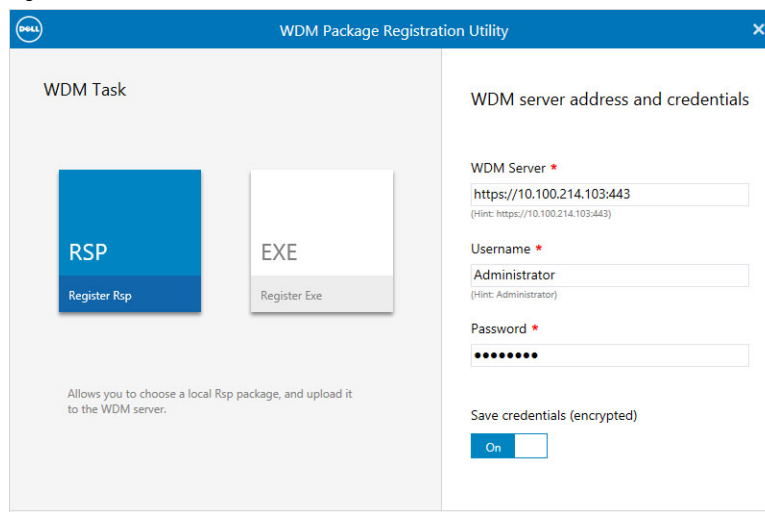 DELL
WDM Package Registration Utility
WDM Task
RSP
Register Rsp
EXE
Register Exe
Allows you to choose a local Rsp package, and upload it
to the WDM server.
WDM server address and credentials
WDM Server *
https://10.100.214.103:443
(Hint: https://10.100.214.103:443)
Username *
Administrator
(Hint: Administrator)
Password *
●●●●●●●●
Save credentials (encrypted)
On